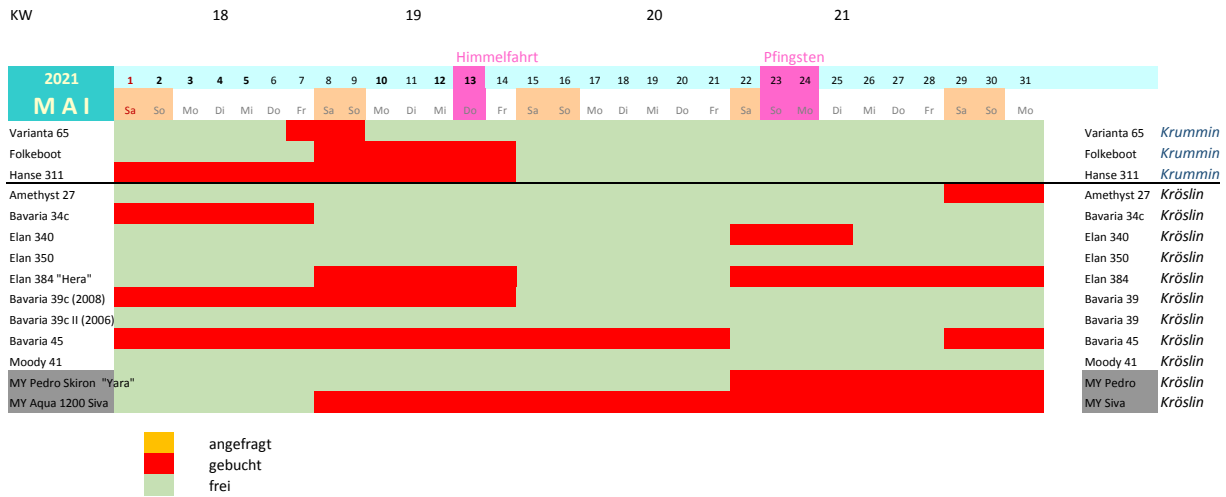 KW 18 19 20 21
Himmelfahrt Pfingsten
2021 1 2 3 4 5 6 7 8 9 10 11 12 13 14 15 16 17 18 19 20 21 22 23 24 25 26 27 28 29 30 31
MAI Sa So Mo Di Mi Do Fr Sa So Mo Di Mi Do Fr Sa So Mo Di Mi Do Fr Sa So Mo Di Mi Do Fr Sa So Mo
Varianta 65 Varianta 65 Krummin
Folkeboot Folkeboot Krummin
Hanse 311 Hanse 311 Krummin
Amethyst 27 Amethyst 27 Kröslin
Bavaria 34c Bavaria 34c Kröslin
Elan 340 Elan 340 Kröslin
Elan 350 Elan 350 Kröslin
Elan 384 "Hera" Elan 384 Kröslin
Bavaria 39c (2008) Bavaria 39 Kröslin
Bavaria 39c II (2006) Bavaria 39 Kröslin
Bavaria 45 Bavaria 45 Kröslin
Moody 41 Moody 41 Kröslin
MY Pedro Skiron "Yara" MY Pedro Kröslin
MY Aqua 1200 Siva MY Siva Kröslin
angefragt
gebucht
frei